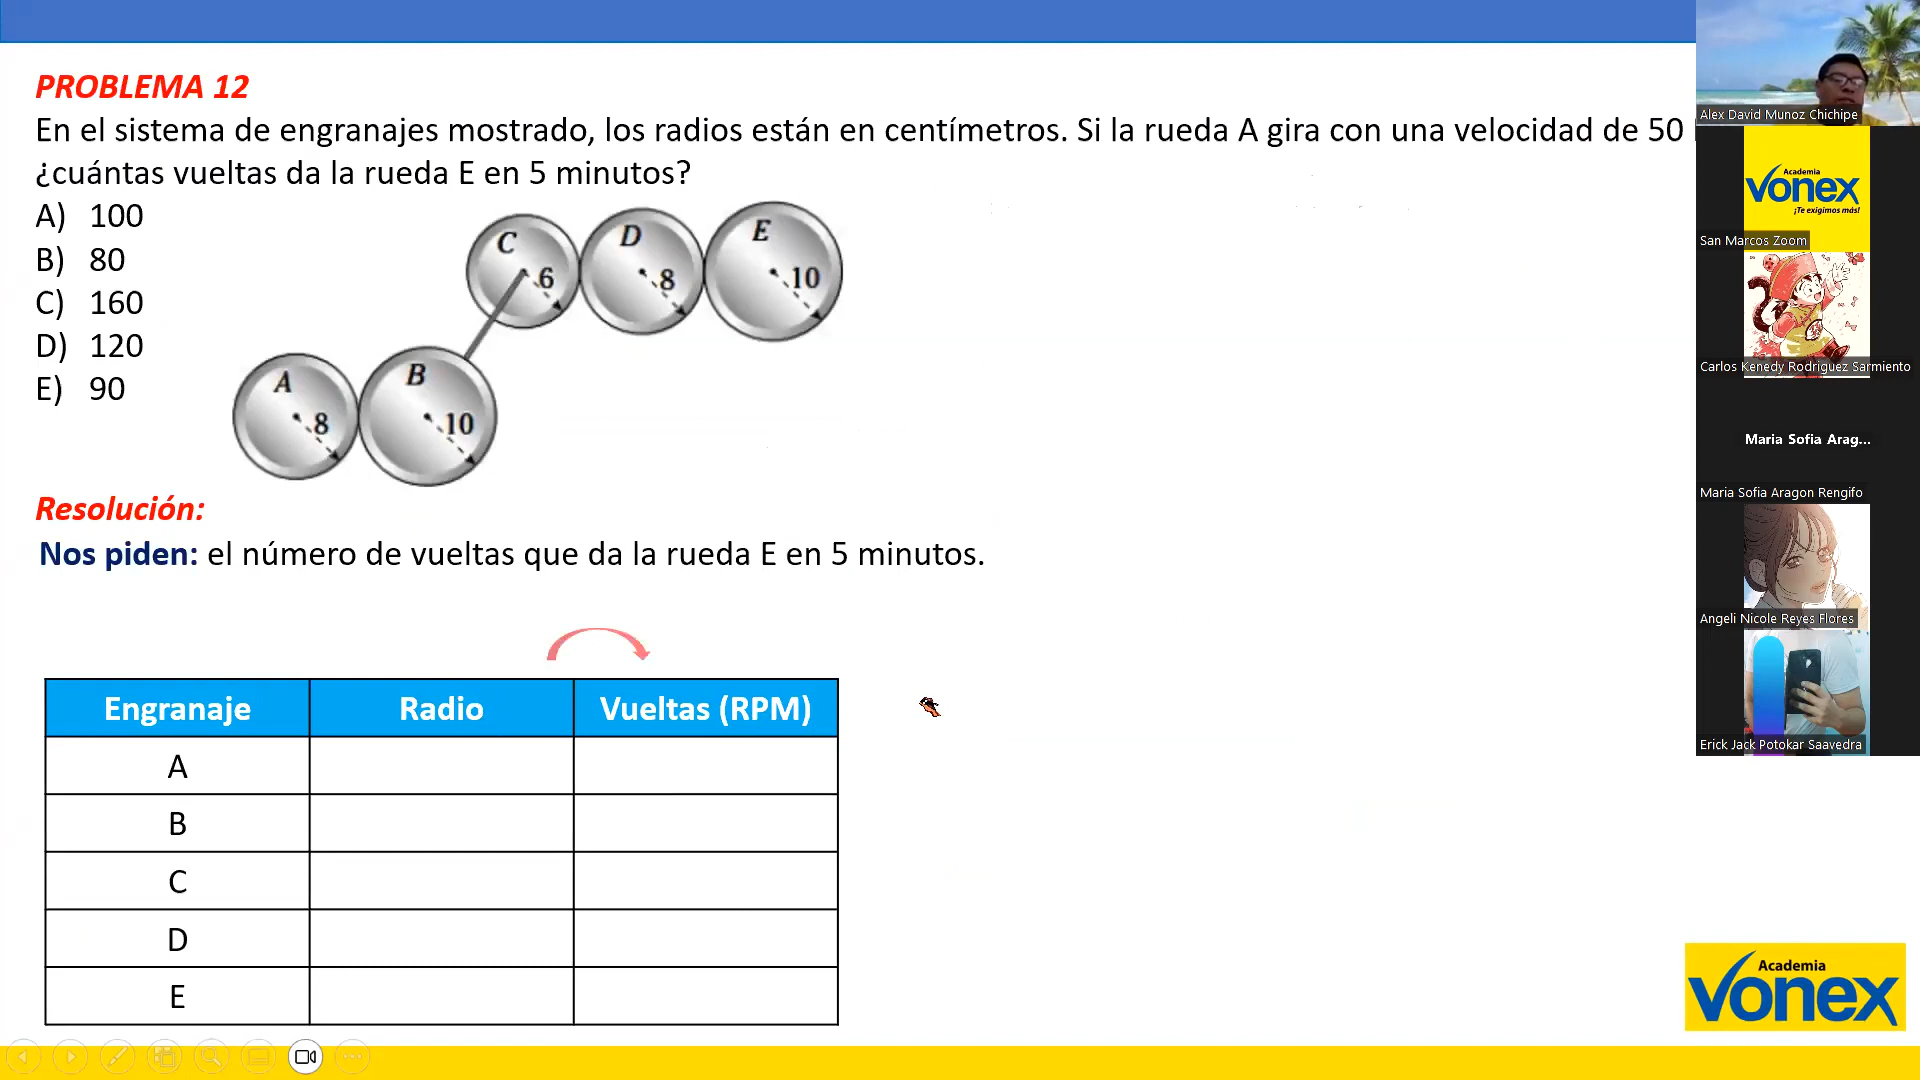 PROBLEMA 12
En el sistema de engranajes mostrado, los radios están en centímetros. Si la rueda A gira con una velocidad de 50
¿cuántas vueltas da la rueda E en 5 minutos?
A) 100
B) 80
C) 160
D) 120
E) 90
C
6
D
8
E
10
A
8
B
10
Resolución:
Nos piden: el número de vueltas que da la rueda E en 5 minutos.
Engranaje Radio Vueltas (RPM)
A
B
C
D
E
Alex David Munoz Chichipe
Academia
vonex
¡Te exigimos más!
San Marcos Zoom
Carlos Kenedy Rodriguez Sarmiento
Maria Sofia Arag...
Maria Sofia Aragon Rengifo
Angeli Nicole Reyes Flores
Erick Jack Potokar Saavedra
Academia
vonex